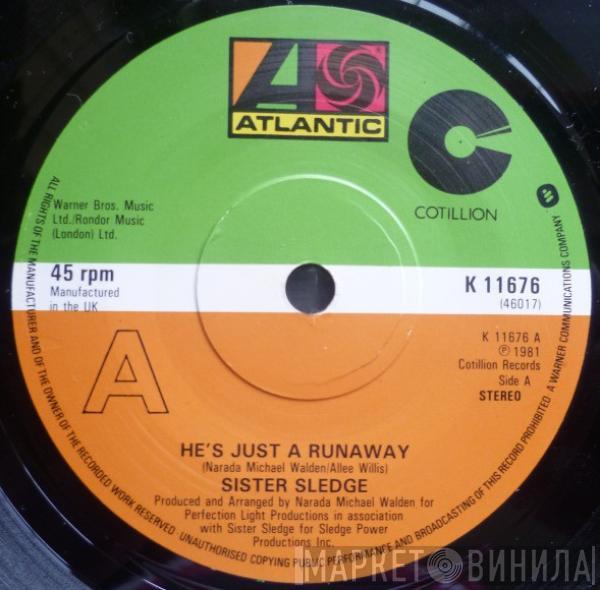 ATLANTIC
COTILLION
Warner Bros. Music
Ltd./Rondor Music
(London) Ltd.
45 rpm
Manufactured
in the UK
K 11676
(46017)
A
K 11676 A
℗ 1981
Cotillion Records
Side A
STEREO
HE'S JUST A RUNAWAY
(Narada Michael Walden/Allee Willis)
SISTER SLEDGE
Produced and Arranged by Narada Michael Walden for
Perfection Light Productions in association
with Sister Sledge for Sledge Power
Productions Inc.
ALL RIGHTS OF THE MANUFACTURER AND OF THE OWNER OF THE RECORDED WORK RESERVED · UNAUTHORISED COPYING PUBLIC PERFORMANCE AND BROADCASTING OF THIS RECORD PROHIBITED A WARNER COMMUNICATIONS COMPANY
МАРКЕТ ВИНИЛА